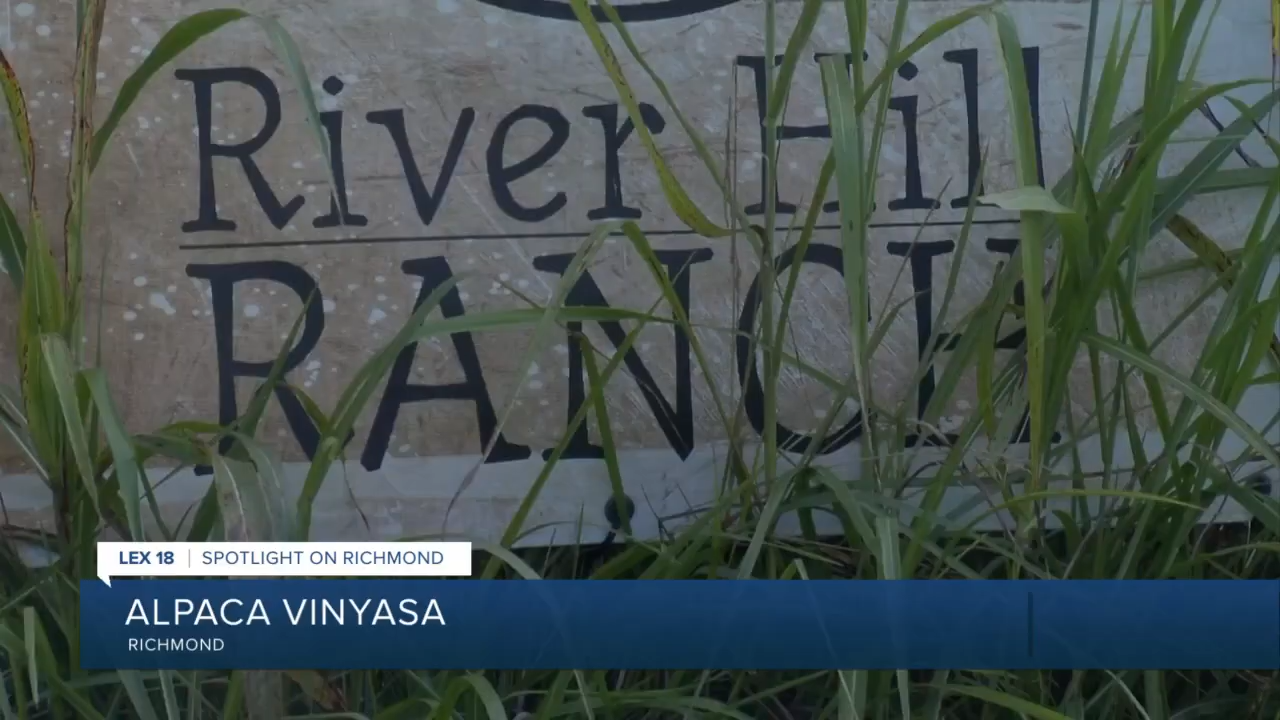 River Hill
RANCH
LEX 18 | SPOTLIGHT ON RICHMOND
ALPACA VINYASA
RICHMOND